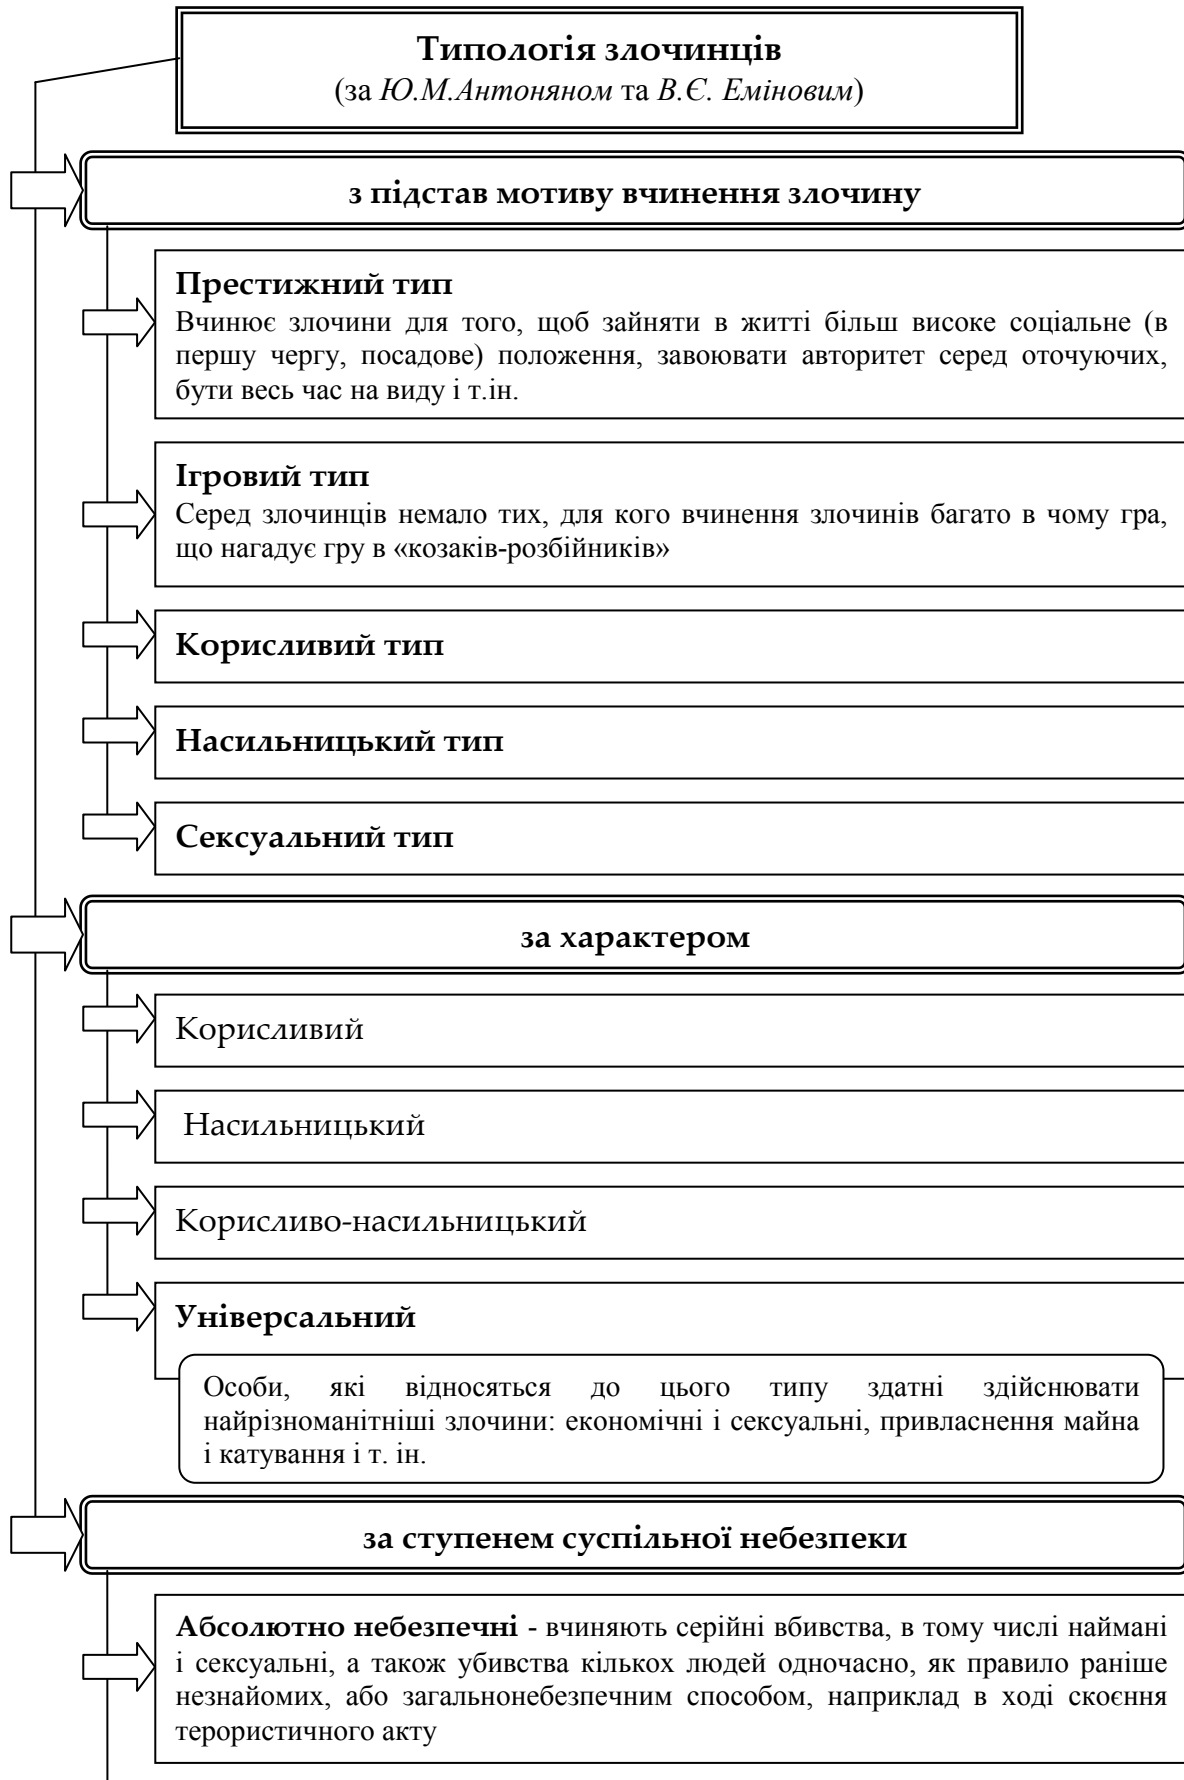 Типологія злочинців
(за Ю.М.Антоняном та В.Є. Еміновим)
з підстав мотиву вчинення злочину
Престижний тип
Вчинює злочини для того, щоб зайняти в житті більш високе соціальне (в
першу чергу, посадове) положення, завоювати авторитет серед оточуючих,
бути весь час на виду і т.ін.
Ігровий тип
Серед злочинців немало тих, для кого вчинення злочинів багато в чому гра,
що нагадує гру в «козаків-розбійників»
Корисливий тип
Насильницький тип
Сексуальний тип
за характером
Корисливий
Насильницький
Корисливо-насильницький
Універсальний
Особи, які відносяться до цього типу здатні здійснювати
найрізноманітніші злочини: економічні і сексуальні, привласнення майна
і катування і т. ін.
за ступенем суспільної небезпеки
Абсолютно небезпечні - вчиняють серійні вбивства, в тому числі наймані
і сексуальні, а також убивства кількох людей одночасно, як правило раніше
незнайомих, або загальнонебезпечним способом, наприклад в ході скоєння
терористичного акту